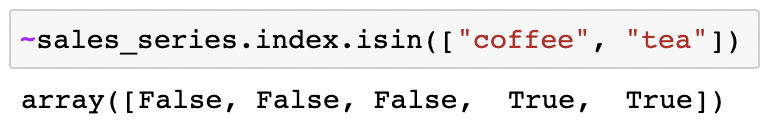 ~sales_series.index.isin(["coffee", "tea"])
array([False, False, False,  True,  True])